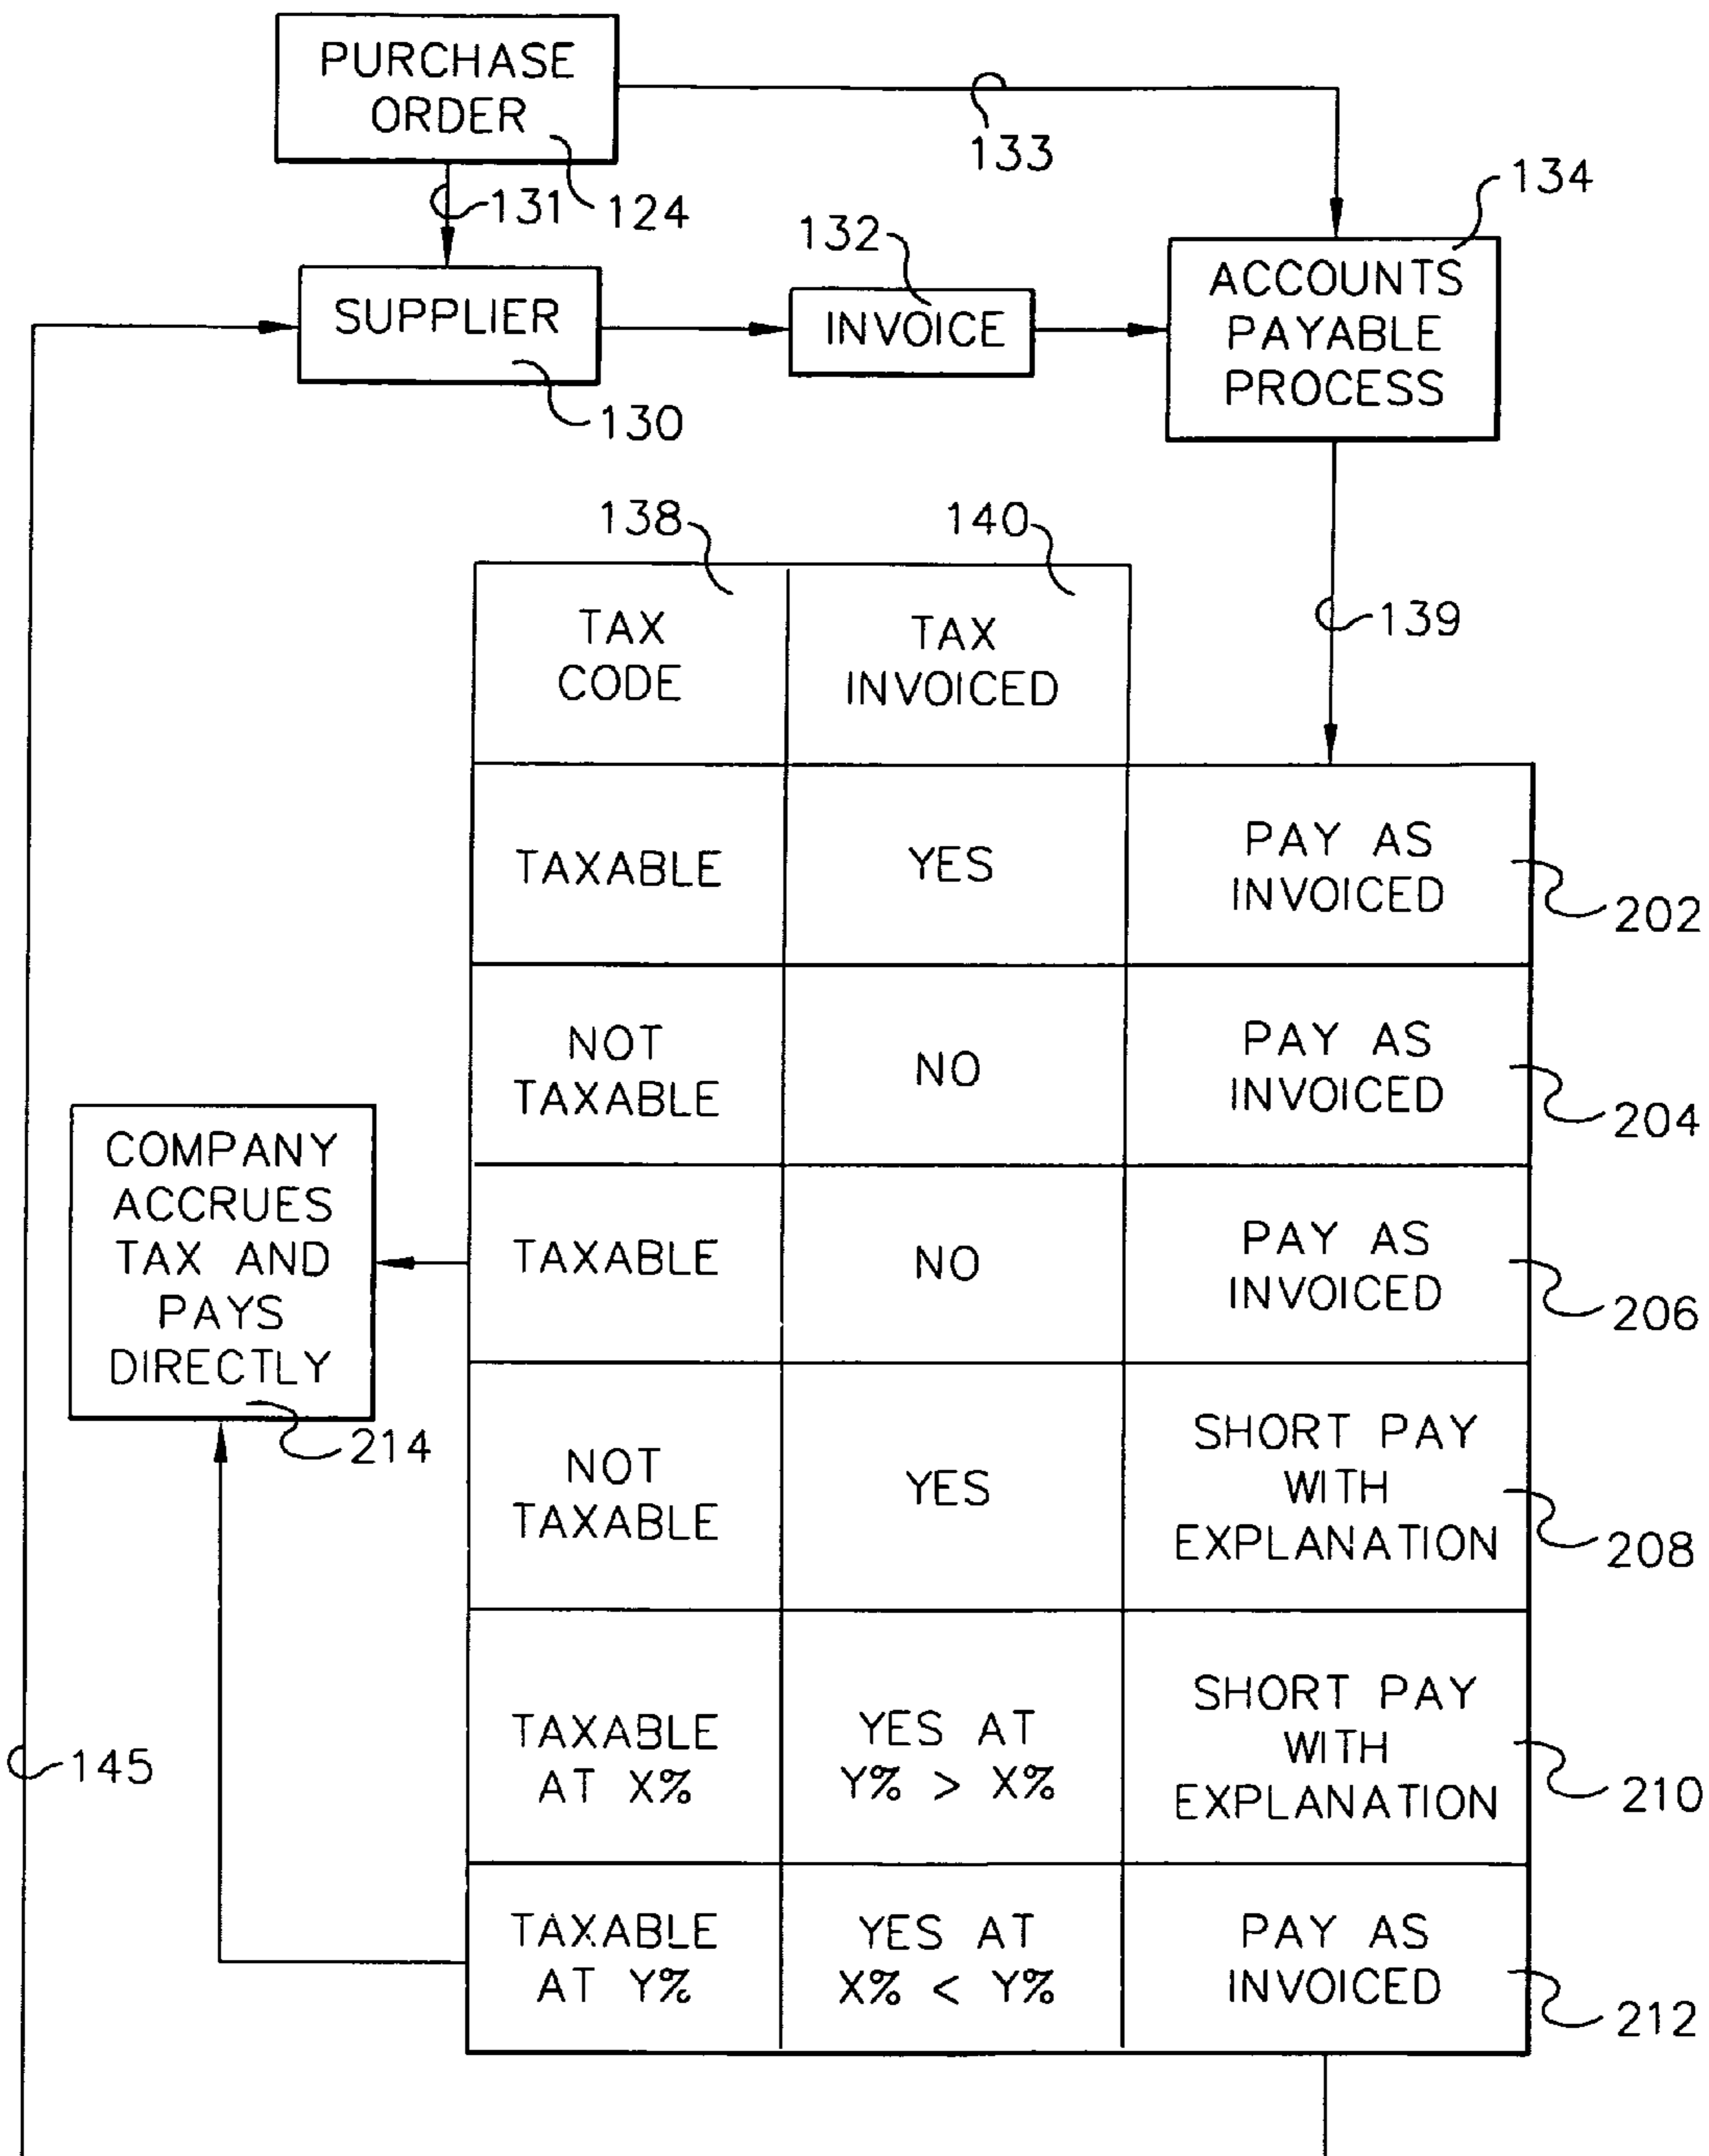 PURCHASE
ORDER
133
134
131
124
132
SUPPLIER
INVOICE
ACCOUNTS
PAYABLE
PROCESS
130
138
140
139
TAX
CODE
TAX
INVOICED
TAXABLE
YES
PAY AS
INVOICED
202
NOT
TAXABLE
NO
PAY AS
INVOICED
204
COMPANY
ACCRUES
TAX AND
PAYS
DIRECTLY
214
TAXABLE
NO
PAY AS
INVOICED
206
NOT
TAXABLE
YES
SHORT PAY
WITH
EXPLANATION
208
145
TAXABLE
AT X%
YES AT
Y% > X%
SHORT PAY
WITH
EXPLANATION
210
TAXABLE
AT Y%
YES AT
X% < Y%
PAY AS
INVOICED
212